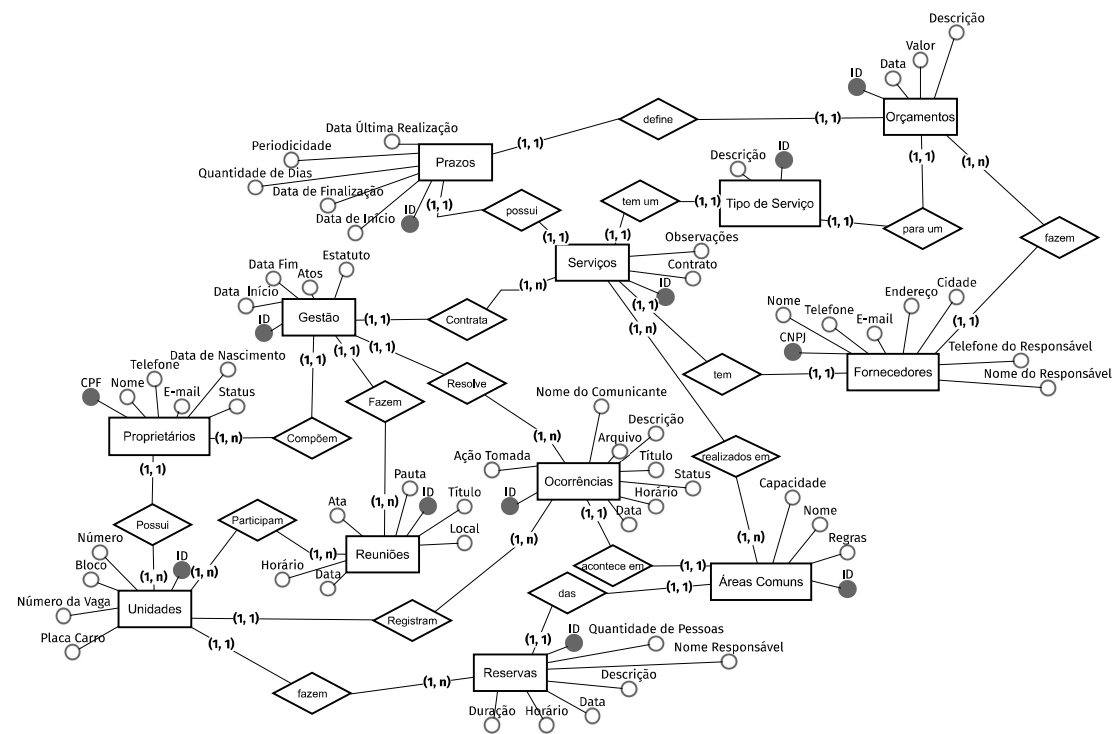 Descrição
Valor
Data
ID
Orçamentos
(1, 1)
define
(1, 1)
(1, 1)
(1, n)
Data Última Realização
Periodicidade
Quantidade de Dias
Data de Finalização
Data de Início
ID
Prazos
(1, 1)
possui
(1, 1)
Descrição
ID
Tipo de Serviço
tem um
(1, 1)
(1, 1)
(1, 1)
para um
fazem
(1, 1)
Serviços
Observações
Contrato
ID
(1, n)
(1, 1)
(1, n)
Estatuto
Atos
Data Fim
Data Início
ID
Gestão
(1, 1)
Contrata
(1, 1)
(1, 1)
(1, 1)
Nome
Telefone
E-mail
Endereço
Cidade
CNPJ
Telefone do Responsável
Nome do Responsável
Fornecedores
(1, 1)
tem
Resolve
Fazem
Data de Nascimento
Telefone
Nome
CPF
E-mail
Status
Proprietários
(1, n)
Compõem
(1, 1)
Nome do Comunicante
Descrição
Arquivo
Título
Status
Horário
Data
Ação Tomada
ID
Ocorrências
(1, n)
(1, 1)
(1, n)
realizados em
(1, n)
Pauta
ID
Título
Local
Ata
Horário
Data
Reuniões
(1, n)
(1, n)
Participam
Possui
(1, n)
(1, n)
Número
Bloco
Número da Vaga
Placa Carro
ID
Unidades
(1, 1)
Registram
(1, 1)
fazem
(1, n)
acontece em
(1, 1)
das
(1, 1)
(1, 1)
Capacidade
Nome
Regras
ID
Áreas Comuns
ID
Quantidade de Pessoas
Nome Responsável
Descrição
Data
Horário
Duração
Reservas